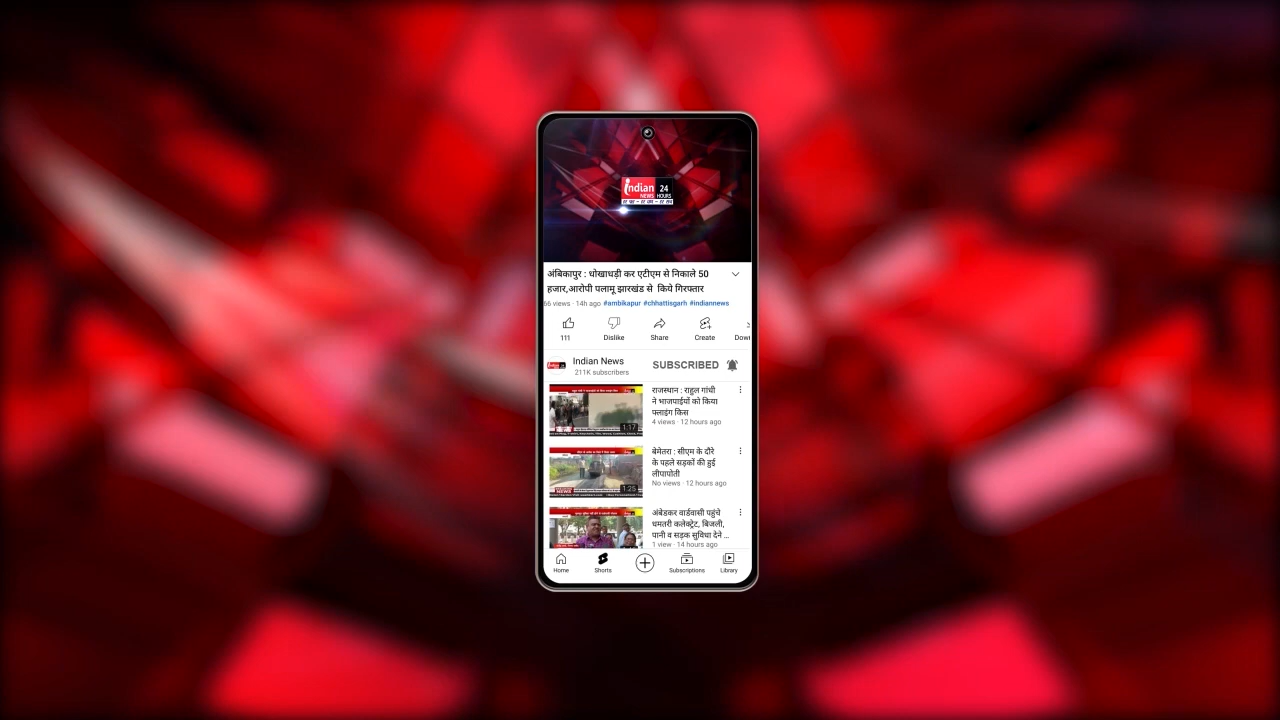 indian 24
NEWS HOURS
अंबिकापुर : धोखाधड़ी कर एटीएम से निकाले 50
हजार,आरोपी पलामू झारखंड से किये गिरफ्तार
66 views · 14h ago #ambikapur #chhattisgarh #indiannews
111 Dislike Share Create Down
Indian News
211K subscribers
SUBSCRIBED
राजस्थान : राहुल गांधी
ने भाजपाईयों को किया
फ्लाइंग किस
4 views · 12 hours ago
1:17
बेमेतरा : सीएम के दौरे
के पहले सड़कों की हुई
लीपापोती
No views · 12 hours ago
1:25
अंबेडकर वार्डवासी पहुंचे
धमतरी कलेक्ट्रेट, बिजली,
पानी व सड़क सुविधा देने ...
1 view · 14 hours ago
Home Shorts Subscriptions Library